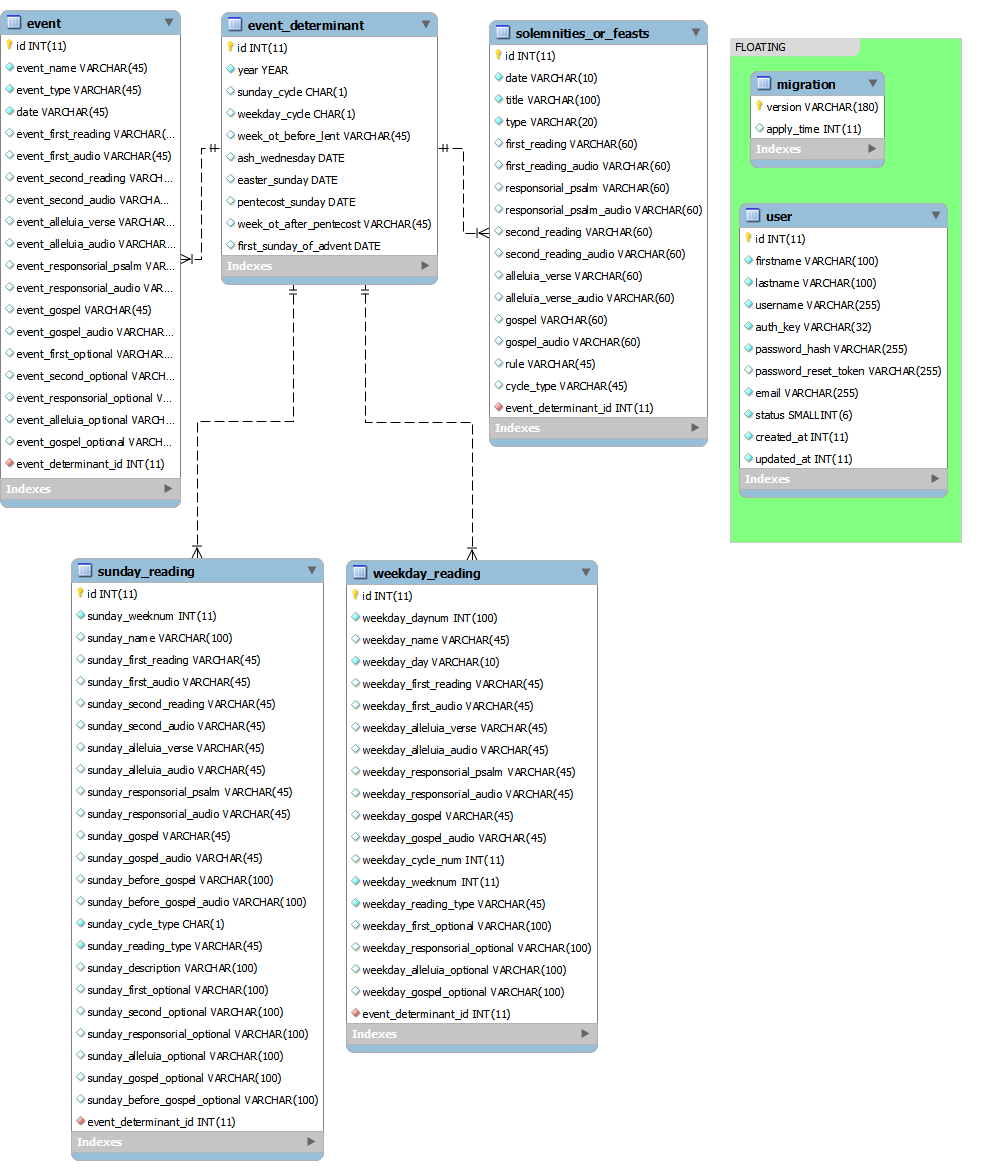 event
id INT(11)
event_name VARCHAR(45)
event_type VARCHAR(45)
date VARCHAR(45)
event_first_reading VARCHAR(...
event_first_audio VARCHAR(45)
event_second_reading VARCH...
event_second_audio VARCHA...
event_alleluia_verse VARCHAR...
event_alleluia_audio VARCHAR...
event_responsorial_psalm VAR...
event_responsorial_audio VAR...
event_gospel VARCHAR(45)
event_gospel_audio VARCHAR...
event_first_optional VARCHAR...
event_second_optional VARCH...
event_responsorial_optional V...
event_alleluia_optional VARCH...
event_gospel_optional VARCH...
event_determinant_id INT(11)
Indexes
event_determinant
id INT(11)
year YEAR
sunday_cycle CHAR(1)
weekday_cycle CHAR(1)
week_ot_before_lent VARCHAR(45)
ash_wednesday DATE
easter_sunday DATE
pentecost_sunday DATE
week_ot_after_pentecost VARCHAR(45)
first_sunday_of_advent DATE
Indexes
solemnities_or_feasts
id INT(11)
date VARCHAR(10)
title VARCHAR(100)
type VARCHAR(20)
first_reading VARCHAR(60)
first_reading_audio VARCHAR(60)
responsorial_psalm VARCHAR(60)
responsorial_psalm_audio VARCHAR(60)
second_reading VARCHAR(60)
second_reading_audio VARCHAR(60)
alleluia_verse VARCHAR(60)
alleluia_verse_audio VARCHAR(60)
gospel VARCHAR(60)
gospel_audio VARCHAR(60)
rule VARCHAR(45)
cycle_type VARCHAR(45)
event_determinant_id INT(11)
Indexes
FLOATING
migration
version VARCHAR(180)
apply_time INT(11)
Indexes
user
id INT(11)
firstname VARCHAR(100)
lastname VARCHAR(100)
username VARCHAR(255)
auth_key VARCHAR(32)
password_hash VARCHAR(255)
password_reset_token VARCHAR(255)
email VARCHAR(255)
status SMALLINT(6)
created_at INT(11)
updated_at INT(11)
Indexes
sunday_reading
id INT(11)
sunday_weeknum INT(11)
sunday_name VARCHAR(100)
sunday_first_reading VARCHAR(45)
sunday_first_audio VARCHAR(45)
sunday_second_reading VARCHAR(45)
sunday_second_audio VARCHAR(45)
sunday_alleluia_verse VARCHAR(45)
sunday_alleluia_audio VARCHAR(45)
sunday_responsorial_psalm VARCHAR(45)
sunday_responsorial_audio VARCHAR(45)
sunday_gospel VARCHAR(45)
sunday_gospel_audio VARCHAR(45)
sunday_before_gospel VARCHAR(100)
sunday_before_gospel_audio VARCHAR(100)
sunday_cycle_type CHAR(1)
sunday_reading_type VARCHAR(45)
sunday_description VARCHAR(100)
sunday_first_optional VARCHAR(100)
sunday_second_optional VARCHAR(100)
sunday_responsorial_optional VARCHAR(100)
sunday_alleluia_optional VARCHAR(100)
sunday_gospel_optional VARCHAR(100)
sunday_before_gospel_optional VARCHAR(100)
event_determinant_id INT(11)
Indexes
weekday_reading
id INT(11)
weekday_daynum INT(100)
weekday_name VARCHAR(45)
weekday_day VARCHAR(10)
weekday_first_reading VARCHAR(45)
weekday_first_audio VARCHAR(45)
weekday_alleluia_verse VARCHAR(45)
weekday_alleluia_audio VARCHAR(45)
weekday_responsorial_psalm VARCHAR(45)
weekday_responsorial_audio VARCHAR(45)
weekday_gospel VARCHAR(45)
weekday_gospel_audio VARCHAR(45)
weekday_cycle_num INT(11)
weekday_weeknum INT(11)
weekday_reading_type VARCHAR(45)
weekday_first_optional VARCHAR(100)
weekday_responsorial_optional VARCHAR(100)
weekday_alleluia_optional VARCHAR(100)
weekday_gospel_optional VARCHAR(100)
event_determinant_id INT(11)
Indexes